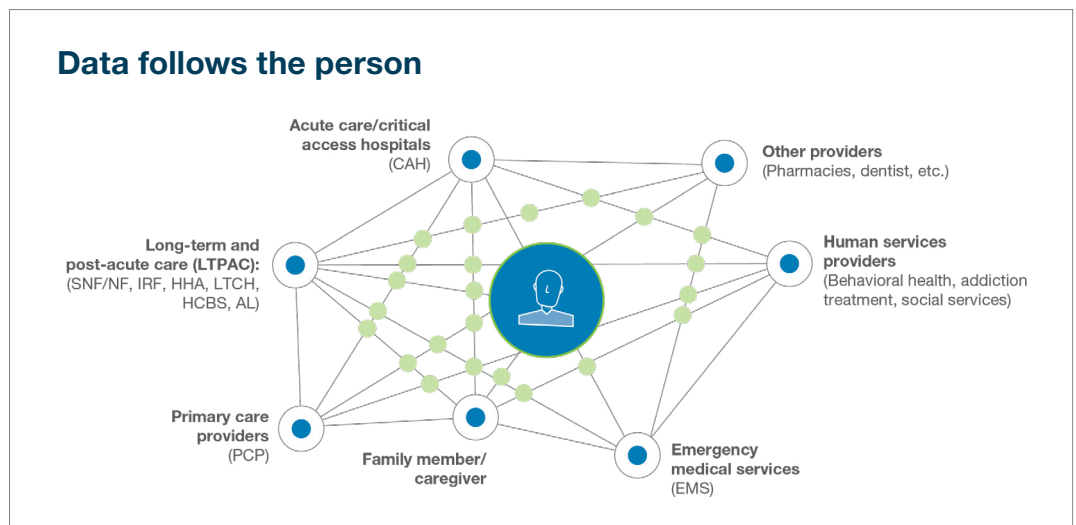 Data follows the person
Acute care/critical
access hospitals
(CAH)
Other providers
(Pharmacies, dentist, etc.)
Long-term and
post-acute care (LTPAC):
(SNF/NF, IRF, HHA, LTCH,
HCBS, AL)
Human services
providers
(Behavioral health, addiction
treatment, social services)
Primary care
providers
(PCP)
Family member/
caregiver
Emergency
medical services
(EMS)